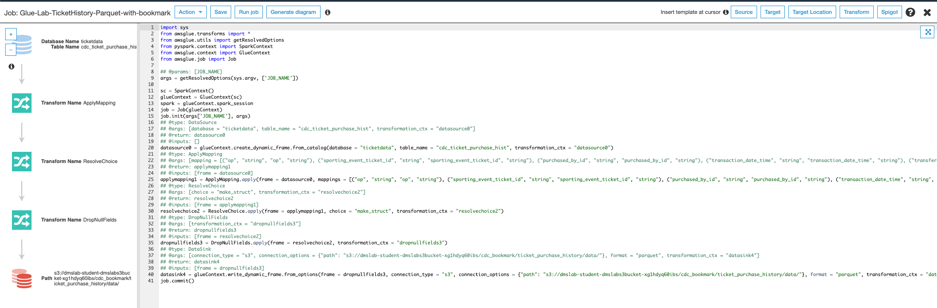 Job: Glue-Lab-TicketHistory-Parquet-with-bookmark Action Save Run job Generate diagram Insert template at cursor Source Target Target Location Transform Spigot
Database Name ticketdata
Table Name cdc_ticket_purchase_his
Transform Name ApplyMapping
Transform Name ResolveChoice
Transform Name DropNullFields
s3://dmslab-student-dmslabs3buc
ket-xg1hdyq60ibs/cdc_bookmark/t
Path icket_purchase_history/data/
1 import sys
2 from awsglue.transforms import *
3 from awsglue.utils import getResolvedOptions
4 from pyspark.context import SparkContext
5 from awsglue.context import GlueContext
6 from awsglue.job import Job
7
8 ## @params: [JOB_NAME]
9 args = getResolvedOptions(sys.argv, ['JOB_NAME'])
10
11 sc = SparkContext()
12 glueContext = GlueContext(sc)
13 spark = glueContext.spark_session
14 job = Job(glueContext)
15 job.init(args['JOB_NAME'], args)
16 ## @type: DataSource
17 ## @args: [database = "ticketdata", table_name = "cdc_ticket_purchase_hist", transformation_ctx = "datasource0"]
18 ## @return: datasource0
19 ## @inputs: []
20 datasource0 = glueContext.create_dynamic_frame.from_catalog(database = "ticketdata", table_name = "cdc_ticket_purchase_hist", transformation_ctx = "datasource0")
21 ## @type: ApplyMapping
22 ## @args: [mapping = [("op", "string", "op", "string"), ("sporting_event_ticket_id", "string", "sporting_event_ticket_id", "string"), ("purchased_by_id", "string", "purchased_by_id", "string"), ("transaction_date_time", "string", "transaction_date_time", "string"), ("transfer
23 ## @return: applymapping1
24 ## @inputs: [frame = datasource0]
25 applymapping1 = ApplyMapping.apply(frame = datasource0, mappings = [("op", "string", "op", "string"), ("sporting_event_ticket_id", "string", "sporting_event_ticket_id", "string"), ("purchased_by_id", "string", "purchased_by_id", "string"), ("transaction_date_time", "string",
26 ## @type: ResolveChoice
27 ## @args: [choice = "make_struct", transformation_ctx = "resolvechoice2"]
28 ## @return: resolvechoice2
29 ## @inputs: [frame = applymapping1]
30 resolvechoice2 = ResolveChoice.apply(frame = applymapping1, choice = "make_struct", transformation_ctx = "resolvechoice2")
31 ## @type: DropNullFields
32 ## @args: [transformation_ctx = "dropnullfields3"]
33 ## @return: dropnullfields3
34 ## @inputs: [frame = resolvechoice2]
35 dropnullfields3 = DropNullFields.apply(frame = resolvechoice2, transformation_ctx = "dropnullfields3")
36 ## @type: DataSink
37 ## @args: [connection_type = "s3", connection_options = {"path": "s3://dmslab-student-dmslabs3bucket-xg1hdyq60ibs/cdc_bookmark/ticket_purchase_history/data/"}, format = "parquet", transformation_ctx = "datasink4"]
38 ## @return: datasink4
39 ## @inputs: [frame = dropnullfields3]
40 datasink4 = glueContext.write_dynamic_frame.from_options(frame = dropnullfields3, connection_type = "s3", connection_options = {"path": "s3://dmslab-student-dmslabs3bucket-xg1hdyq60ibs/cdc_bookmark/ticket_purchase_history/data/"}, format = "parquet", transformation_ctx = "dat
41 job.commit()